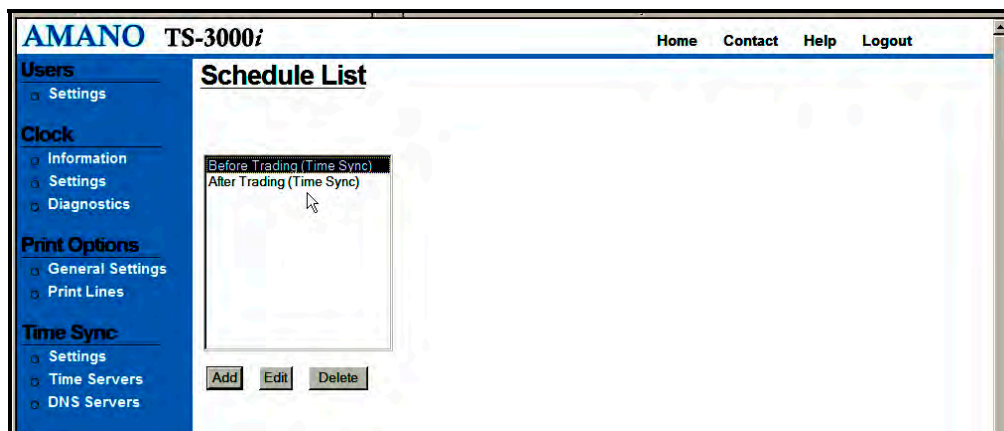 AMANO TS-3000i
Home Contact Help Logout
Users
Settings
Clock
Information
Settings
Diagnostics
Print Options
General Settings
Print Lines
Time Sync
Settings
Time Servers
DNS Servers
Schedule List
Before Trading (Time Sync)
After Trading (Time Sync)
Add Edit Delete